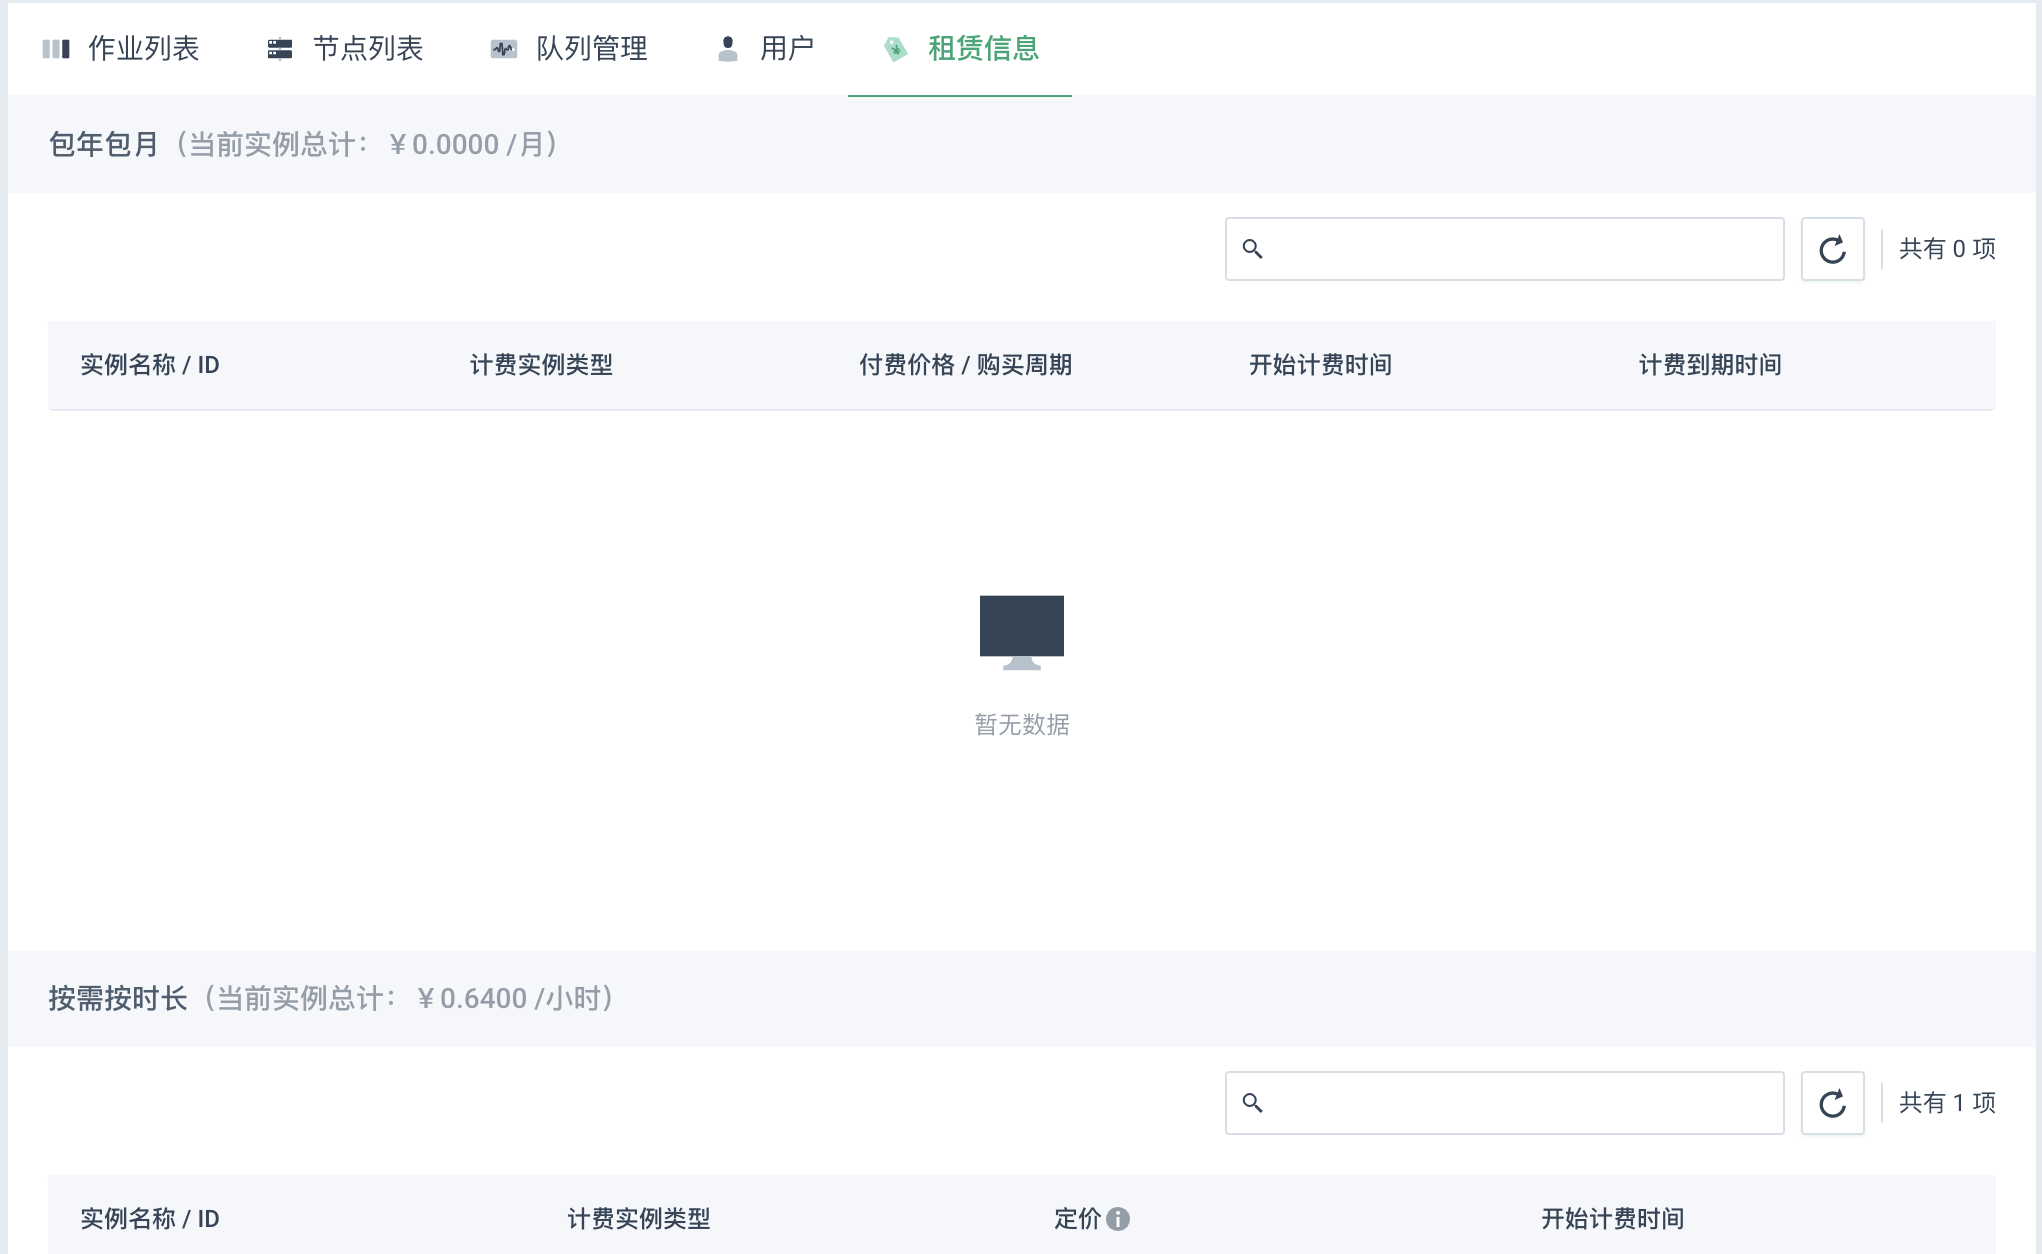 作业列表 节点列表 队列管理 用户 租赁信息
包年包月（当前实例总计：￥0.0000 /月）
共有 0 项
实例名称 / ID 计费实例类型 付费价格 / 购买周期 开始计费时间 计费到期时间
暂无数据
按需按时长（当前实例总计：￥0.6400 /小时）
共有 1 项
实例名称 / ID 计费实例类型 定价 开始计费时间